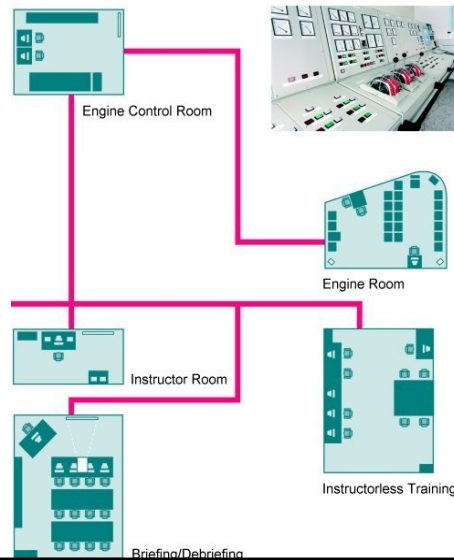 Engine Control Room
Engine Room
Instructor Room
Instructorless Training
Briefing/Debriefing